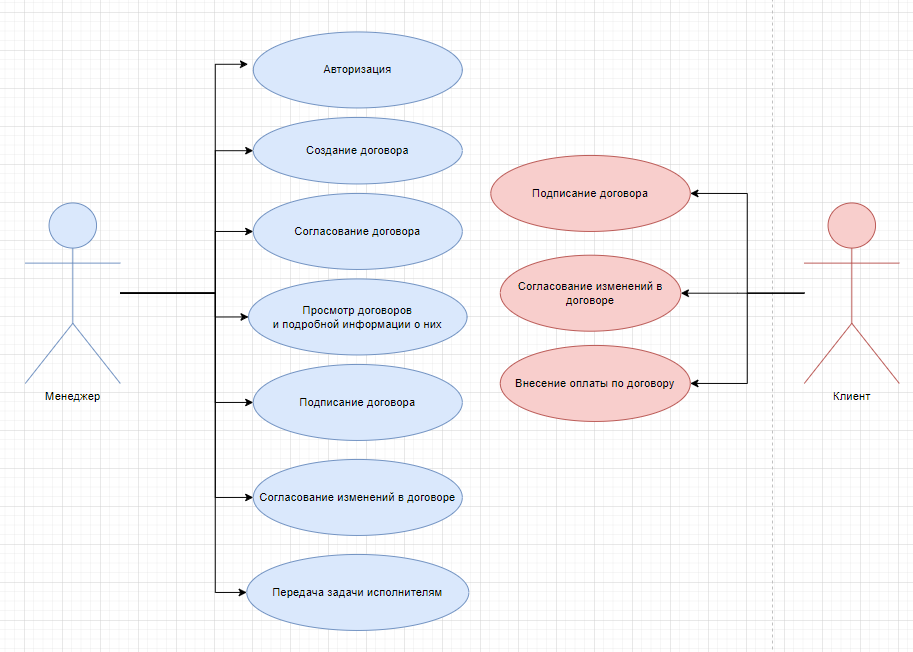 Авторизация
Создание договора
Согласование договора
Просмотр договоров
и подробной информации о них
Подписание договора
Согласование изменений в договоре
Передача задачи исполнителям
Менеджер
Подписание договора
Согласование изменений в
договоре
Внесение оплаты по договору
Клиент